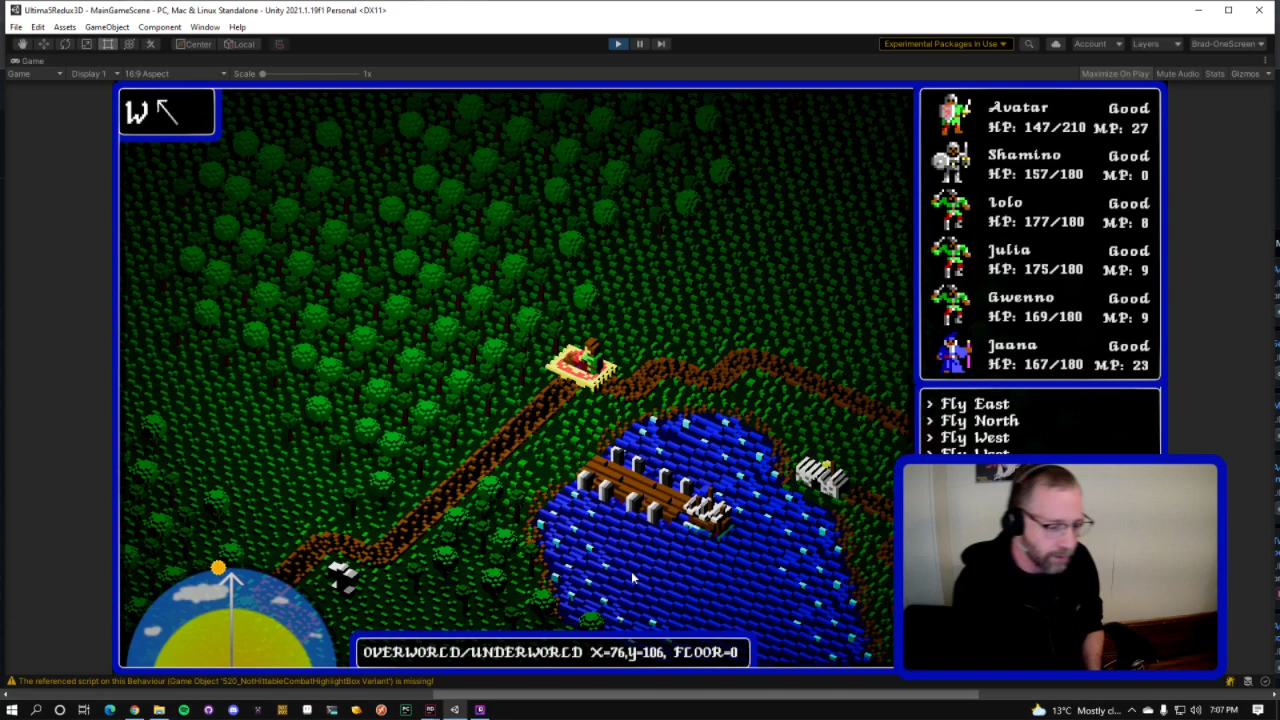 Ultima5Redux3D - MainGameScene - PC, Mac & Linux Standalone - Unity 2021.1.19f1 Personal <DX11>
File Edit Assets GameObject Component Window Help
Center Local Experimental Packages In Use Account Layers Brad-OneScreen
Game
Game Display 1 16:9 Aspect Scale 1x Maximize On Play Mute Audio Stats Gizmos
W
Avatar Good
HP: 147/210 MP: 27
Shamino Good
HP: 157/180 MP: 0
Iolo Good
HP: 177/180 MP: 8
Julia Good
HP: 175/180 MP: 9
Gwenno Good
HP: 169/180 MP: 9
Jaana Good
HP: 167/180 MP: 23
> Fly East
> Fly North
> Fly West
OVERWORLD/UNDERWORLD X=76,Y=106, FLOOR=0
The referenced script on this Behaviour (Game Object '520_NotHittableCombatHighlightBox Variant') is missing!
13°C Mostly cl... 7:07 PM